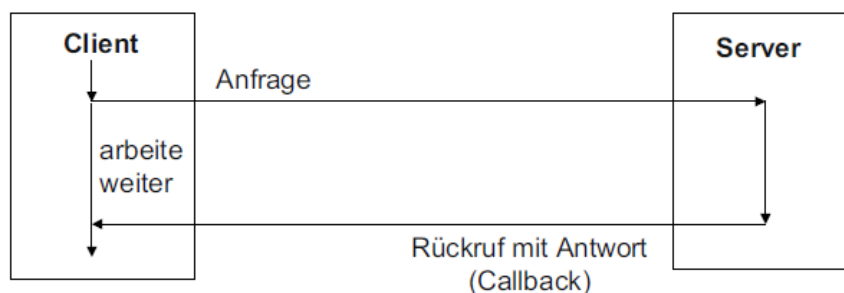 Client
Server
Anfrage
arbeite
weiter
Rückruf mit Antwort
(Callback)